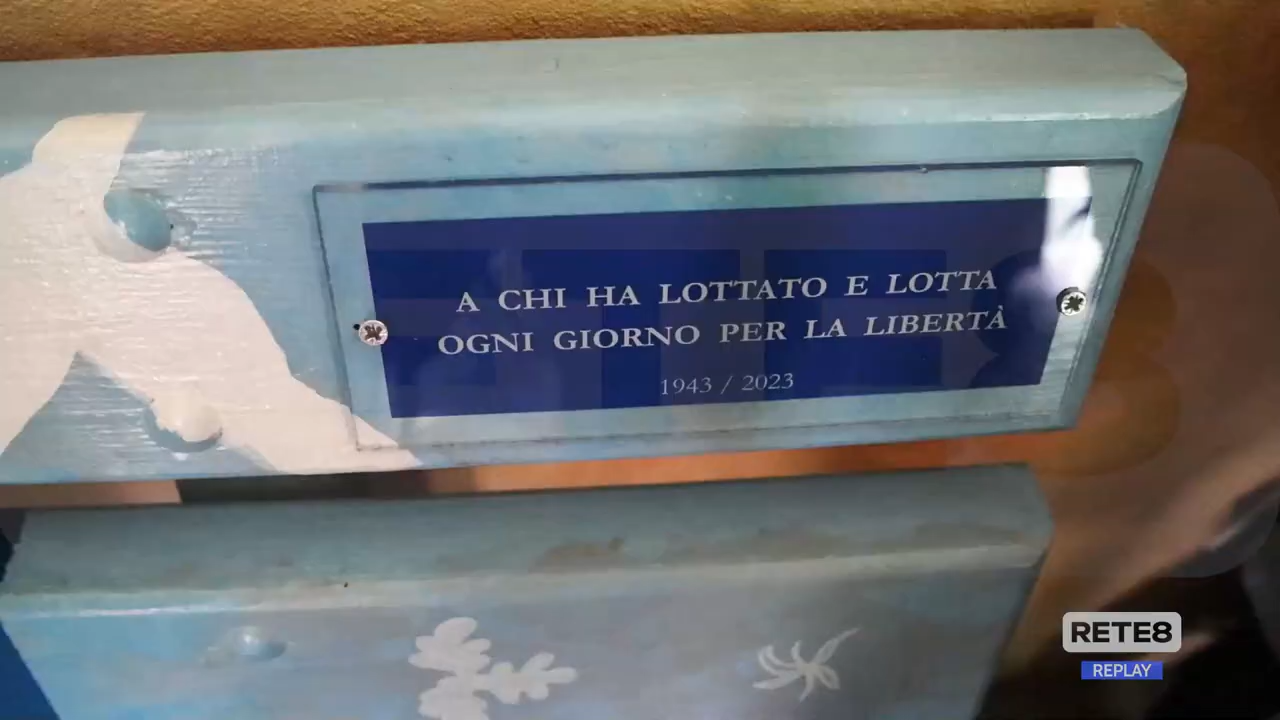 A CHI HA LOTTATO E LOTTA
OGNI GIORNO PER LA LIBERTÀ
1943 / 2023
RETE8
REPLAY